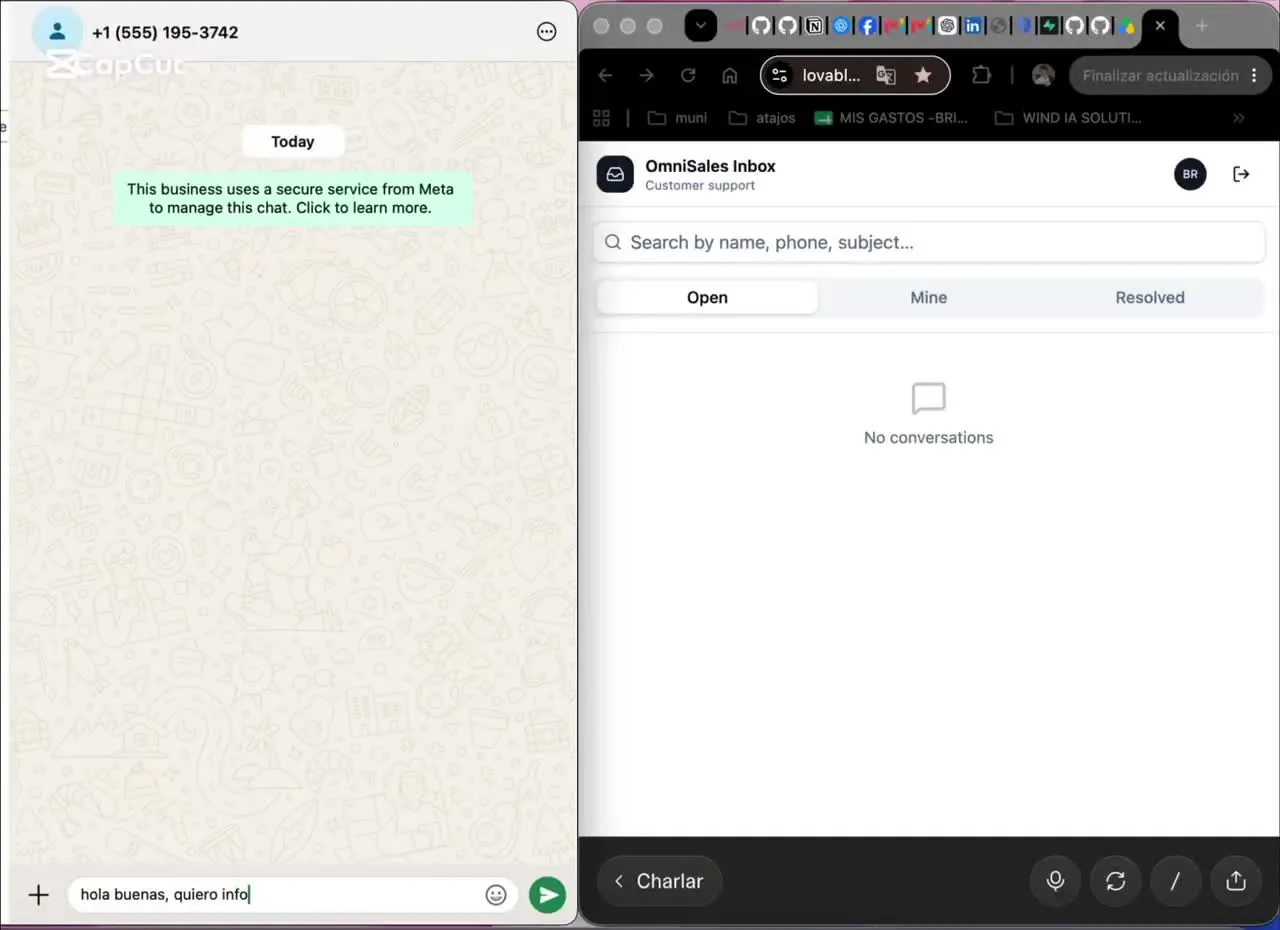 +1 (555) 195-3742
CapCut
e
Today
This business uses a secure service from Meta
to manage this chat. Click to learn more.
hola buenas, quiero info
lovabl...
Finalizar actualización
muni
atajos
MIS GASTOS -BRI...
WIND IA SOLUTI...
OmniSales Inbox
Customer support
BR
Search by name, phone, subject...
Open
Mine
Resolved
No conversations
Charlar